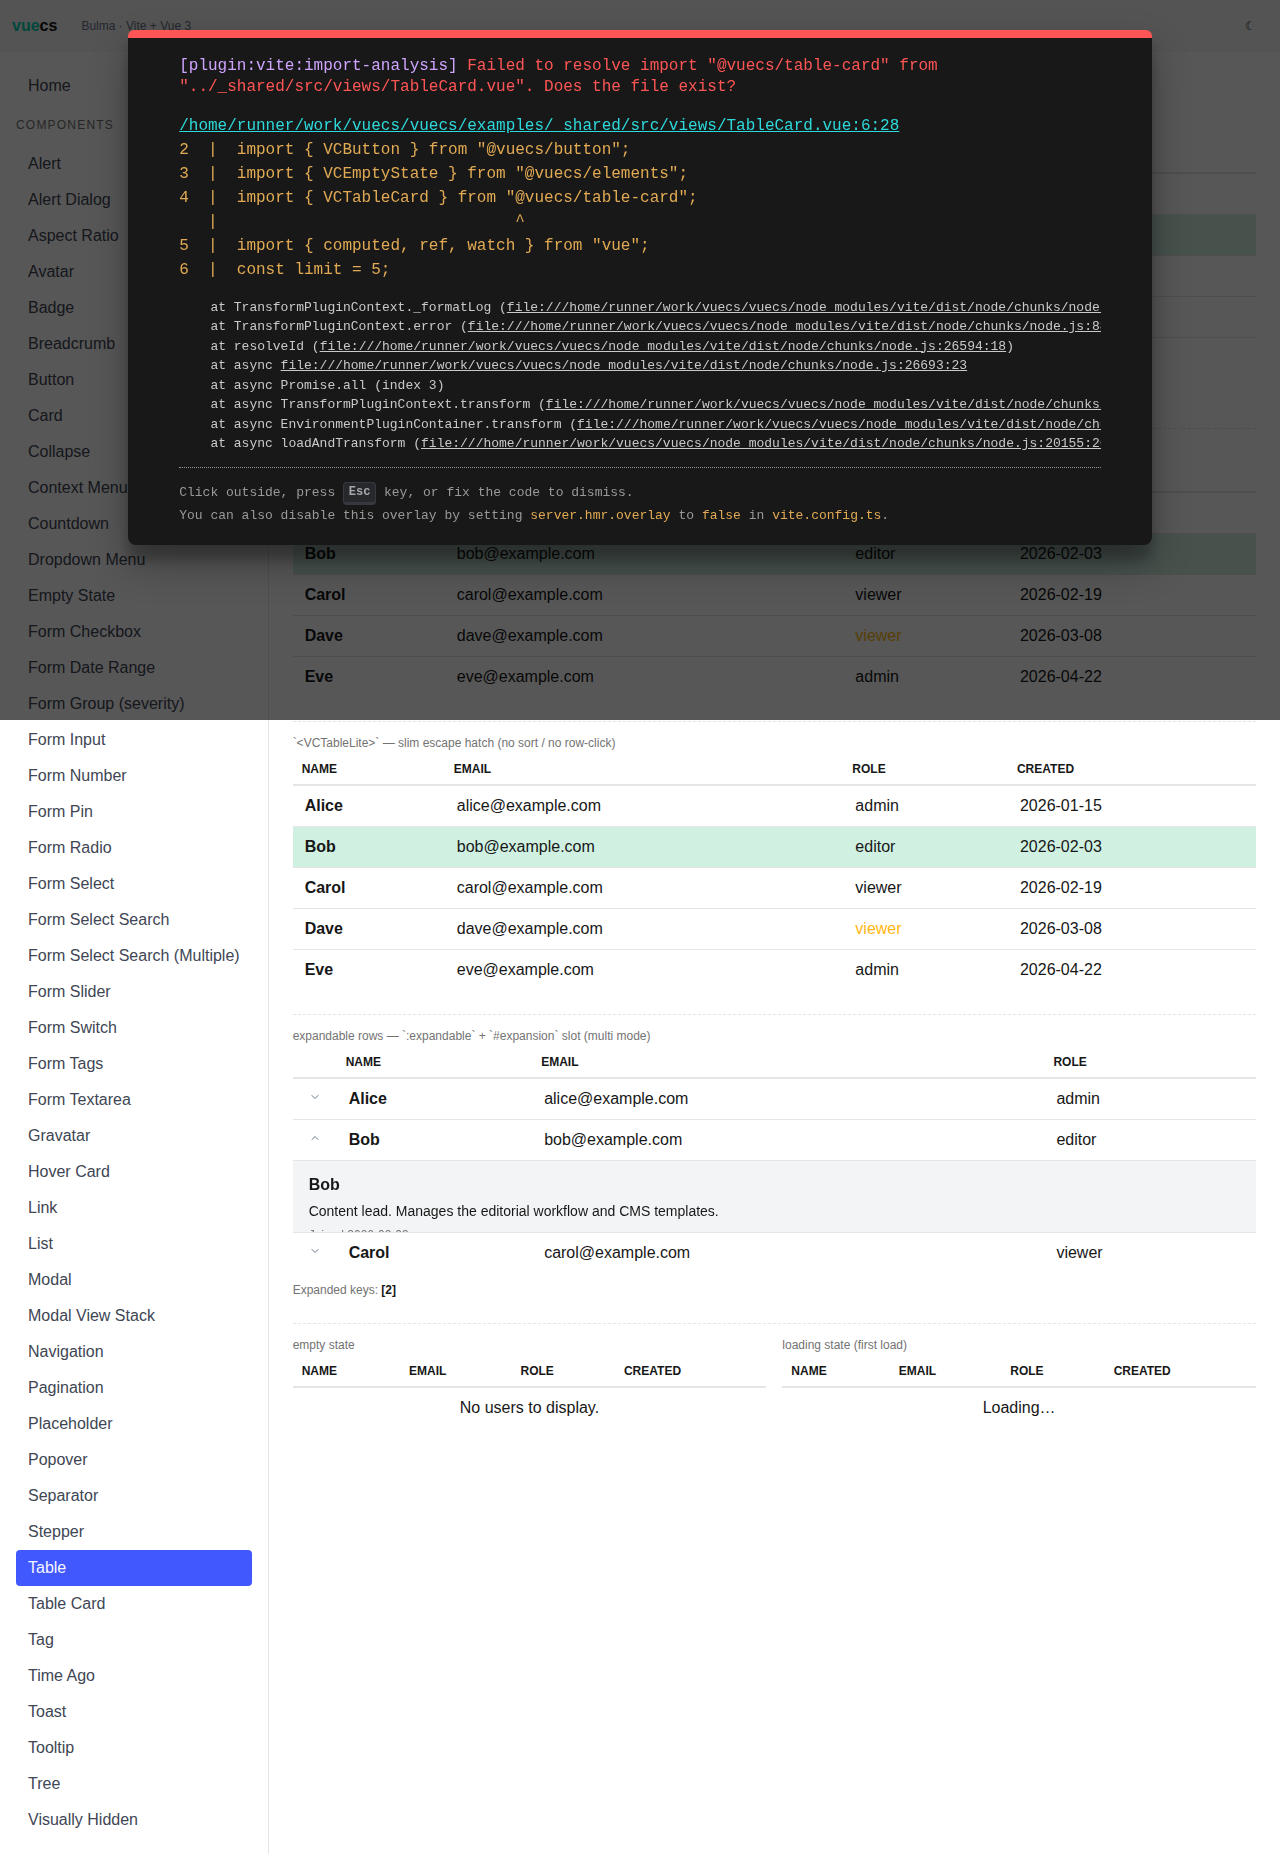 vuecs
Bulma · Vite + Vue 3
☾
[plugin:vite:import-analysis] Failed to resolve import "@vuecs/table-card" from
"../_shared/src/views/TableCard.vue". Does the file exist?
/home/runner/work/vuecs/vuecs/examples/_shared/src/views/TableCard.vue:6:28
2  |  import { VCButton } from "@vuecs/button";
3  |  import { VCEmptyState } from "@vuecs/elements";
4  |  import { VCTableCard } from "@vuecs/table-card";
   |                               ^
5  |  import { computed, ref, watch } from "vue";
6  |  const limit = 5;
at TransformPluginContext._formatLog (file:///home/runner/work/vuecs/vuecs/node_modules/vite/dist/node/chunks/node.
at TransformPluginContext.error (file:///home/runner/work/vuecs/vuecs/node_modules/vite/dist/node/chunks/node.js:8
at resolveId (file:///home/runner/work/vuecs/vuecs/node_modules/vite/dist/node/chunks/node.js:26594:18)
at async file:///home/runner/work/vuecs/vuecs/node_modules/vite/dist/node/chunks/node.js:26693:23
at async Promise.all (index 3)
at async TransformPluginContext.transform (file:///home/runner/work/vuecs/vuecs/node_modules/vite/dist/node/chunks
at async EnvironmentPluginContainer.transform (file:///home/runner/work/vuecs/vuecs/node_modules/vite/dist/node/ch
at async loadAndTransform (file:///home/runner/work/vuecs/vuecs/node_modules/vite/dist/node/chunks/node.js:20155:2
Click outside, press Esc key, or fix the code to dismiss.
You can also disable this overlay by setting server.hmr.overlay to false in vite.config.ts.
Home
COMPONENTS
Alert
Alert Dialog
Aspect Ratio
Avatar
Badge
Breadcrumb
Button
Card
Collapse
Context Menu
Countdown
Dropdown Menu
Empty State
Form Checkbox
Form Date Range
Form Group (severity)
Form Input
Form Number
Form Pin
Form Radio
Form Select
Form Select Search
Form Select Search (Multiple)
Form Slider
Form Switch
Form Tags
Form Textarea
Gravatar
Hover Card
Link
List
Modal
Modal View Stack
Navigation
Pagination
Placeholder
Popover
Separator
Stepper
Table
Table Card
Tag
Time Ago
Toast
Tooltip
Tree
Visually Hidden
Bob bob@example.com editor 2026-02-03
Carol carol@example.com viewer 2026-02-19
Dave dave@example.com viewer 2026-03-08
Eve eve@example.com admin 2026-04-22
`<VCTableLite>` — slim escape hatch (no sort / no row-click)
NAME EMAIL ROLE CREATED
Alice alice@example.com admin 2026-01-15
Bob bob@example.com editor 2026-02-03
Carol carol@example.com viewer 2026-02-19
Dave dave@example.com viewer 2026-03-08
Eve eve@example.com admin 2026-04-22
expandable rows — `:expandable` + `#expansion` slot (multi mode)
NAME EMAIL ROLE
Alice alice@example.com admin
Bob bob@example.com editor
Bob
Content lead. Manages the editorial workflow and CMS templates.
Carol carol@example.com viewer
Expanded keys: [2]
empty state
NAME EMAIL ROLE CREATED
No users to display.
loading state (first load)
NAME EMAIL ROLE CREATED
Loading…